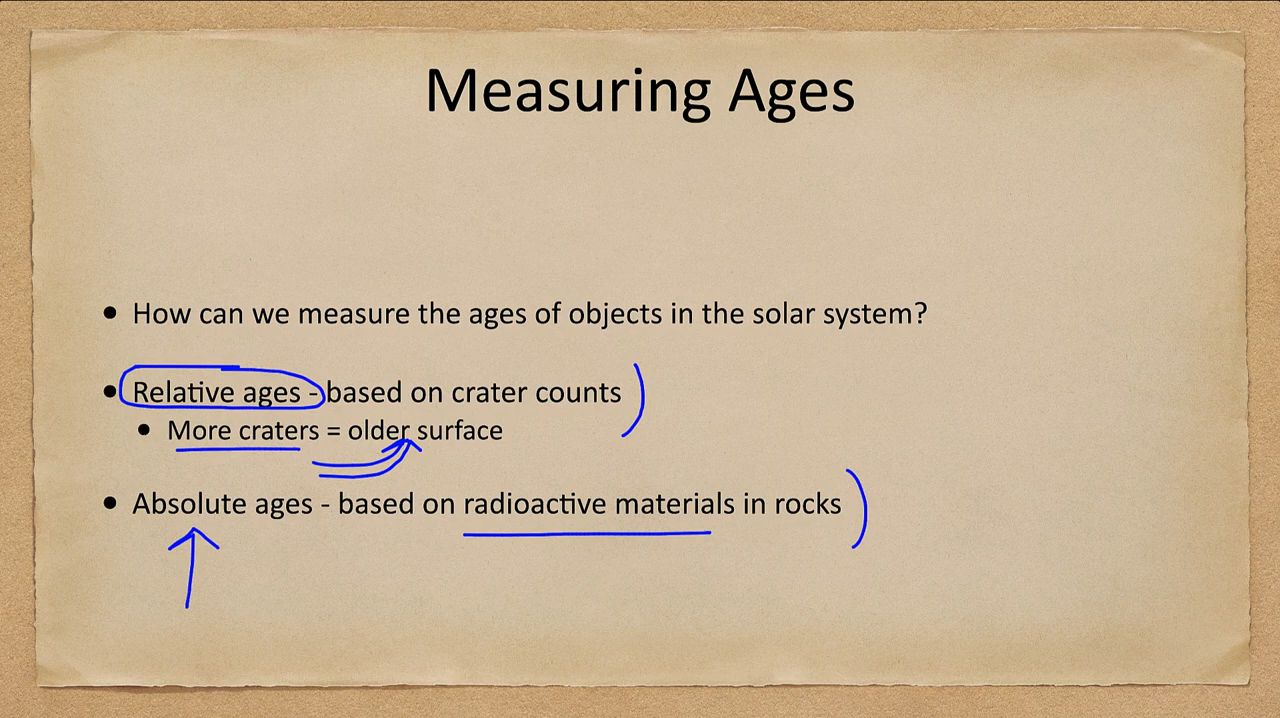 Measuring Ages
• How can we measure the ages of objects in the solar system?
• Relative ages - based on crater counts
• More craters = older surface
• Absolute ages - based on radioactive materials in rocks